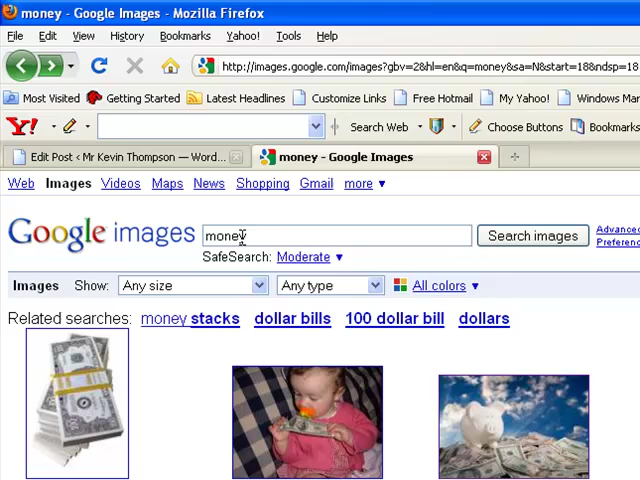 money - Google Images - Mozilla Firefox
File Edit View History Bookmarks Yahoo! Tools Help
http://images.google.com/images?gbv=2&hl=en&q=money&sa=N&start=18&ndsp=18
Most Visited Getting Started Latest Headlines Customize Links Free Hotmail My Yahoo! Windows Mar
Y! Search Web Choose Buttons Bookmarks
Edit Post < Mr Kevin Thompson — Word... money - Google Images
Web Images Videos Maps News Shopping Gmail more ▼
Google images money Search images Advanced
Preferenc
SafeSearch: Moderate ▼
Images Show: Any size Any type All colors ▼
Related searches: money stacks dollar bills 100 dollar bill dollars